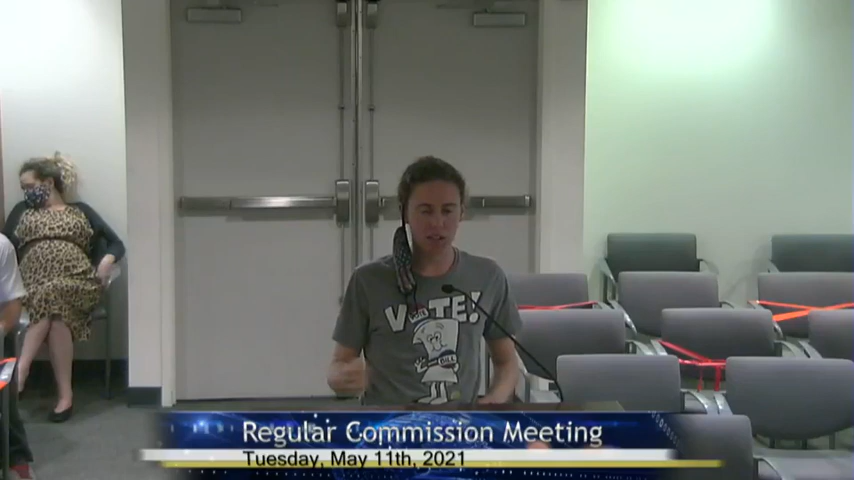 VOTE!
BILL
Regular Commission Meeting
Tuesday, May 11th, 2021